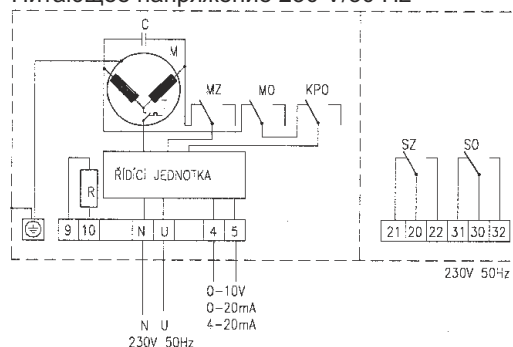 Питающее напряжение 230 V/50 Hz
C
M
MZ MO KPO
SZ SO
ŘÍDÍCÍ JEDNOTKA
R
9 10 N U 4 5
21 20 22 31 30 32
230V 50Hz
0-10V
0-20mA
4-20mA
N U
230V 50Hz